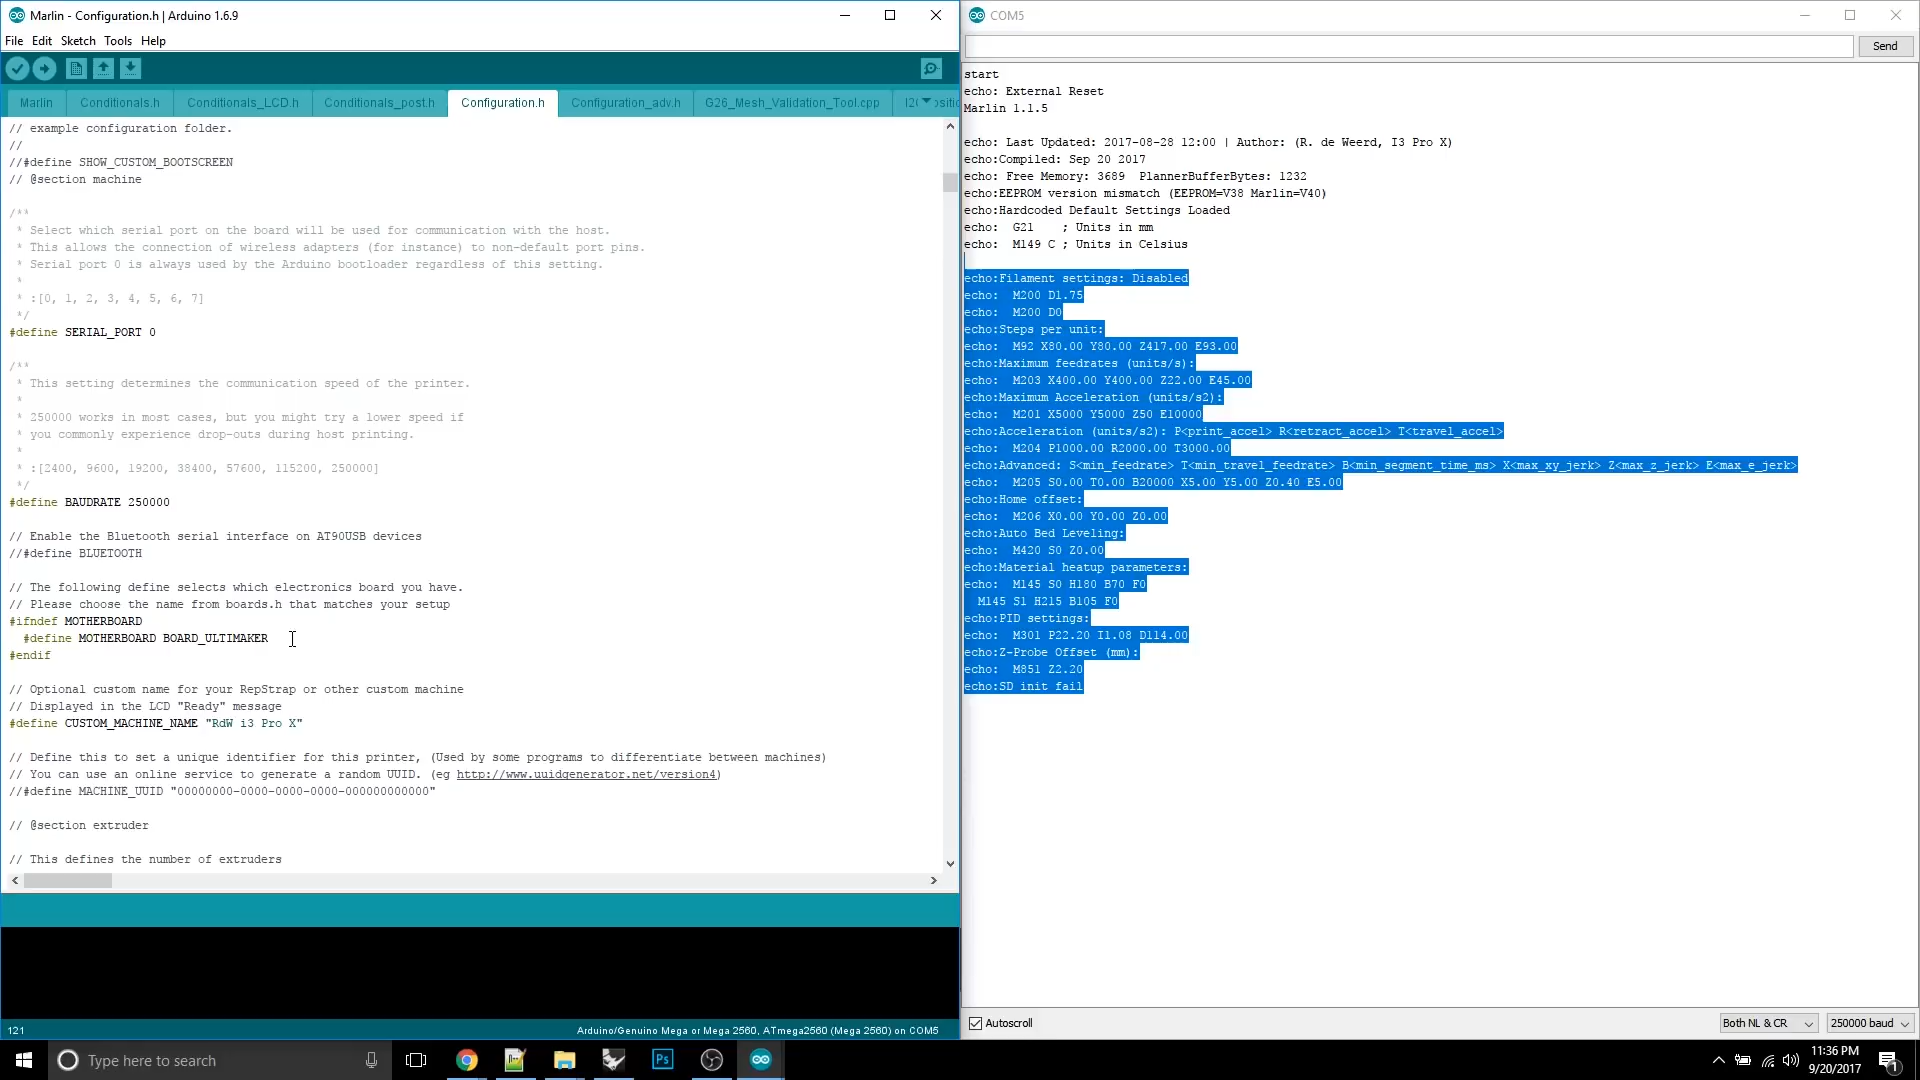 Marlin - Configuration.h | Arduino 1.6.9
File Edit Sketch Tools Help
Marlin Conditionals.h Conditionals_LCD.h Conditionals_post.h Configuration.h Configuration_adv.h G26_Mesh_Validation_Tool.cpp
// example configuration folder.
//
//#define SHOW_CUSTOM_BOOTSCREEN
// @section machine
/**
* Select which serial port on the board will be used for communication with the host.
* This allows the connection of wireless adapters (for instance) to non-default port pins.
* Serial port 0 is always used by the Arduino bootloader regardless of this setting.
*
* :[0, 1, 2, 3, 4, 5, 6, 7]
*/
#define SERIAL_PORT 0
/**
* This setting determines the communication speed of the printer.
*
* 250000 works in most cases, but you might try a lower speed if
* you commonly experience drop-outs during host printing.
*
* :[2400, 9600, 19200, 38400, 57600, 115200, 250000]
*/
#define BAUDRATE 250000
// Enable the Bluetooth serial interface on AT90USB devices
//#define BLUETOOTH
// The following define selects which electronics board you have.
// Please choose the name from boards.h that matches your setup
#ifndef MOTHERBOARD
#define MOTHERBOARD BOARD_ULTIMAKER
#endif
// Optional custom name for your RepStrap or other custom machine
// Displayed in the LCD "Ready" message
#define CUSTOM_MACHINE_NAME "RdW i3 Pro X"
// Define this to set a unique identifier for this printer, (Used by some programs to differentiate between machines)
// You can use an online service to generate a random UUID. (eg http://www.uuidgenerator.net/version4)
//#define MACHINE_UUID "00000000-0000-0000-0000-000000000000"
// @section extruder
// This defines the number of extruders
121
Arduino/Genuino Mega or Mega 2560, ATmega2560 (Mega 2560) on COM5
COM5
Send
start
echo: External Reset
Marlin 1.1.5
echo: Last Updated: 2017-08-28 12:00 | Author: (R. de Weerd, I3 Pro X)
echo:Compiled: Sep 20 2017
echo: Free Memory: 3689 PlannerBufferBytes: 1232
echo:EEPROM version mismatch (EEPROM=V38 Marlin=V40)
echo:Hardcoded Default Settings Loaded
echo: G21 ; Units in mm
echo: M149 C ; Units in Celsius
echo:Filament settings: Disabled
echo: M200 D1.75
echo: M200 D0
echo:Steps per unit:
echo: M92 X80.00 Y80.00 Z417.00 E93.00
echo:Maximum feedrates (units/s):
echo: M203 X400.00 Y400.00 Z22.00 E45.00
echo:Maximum Acceleration (units/s2):
echo: M201 X5000 Y5000 Z50 E10000
echo:Acceleration (units/s2): P<print_accel> R<retract_accel> T<travel_accel>
echo: M204 P1000.00 R2000.00 T3000.00
echo:Advanced: S<min_feedrate> T<min_travel_feedrate> B<min_segment_time_ms> X<max_xy_jerk> Z<max_z_jerk> E<max_e_jerk>
echo: M205 S0.00 T0.00 B20000 X5.00 Y5.00 Z0.40 E5.00
echo:Home offset:
echo: M206 X0.00 Y0.00 Z0.00
echo:Auto Bed Leveling:
echo: M420 S0 Z0.00
echo:Material heatup parameters:
echo: M145 S0 H180 B70 F0
M145 S1 H215 B105 F0
echo:PID settings:
echo: M301 P22.20 I1.08 D114.00
echo:Z-Probe Offset (mm):
echo: M851 Z2.20
echo:SD init fail
Autoscroll
Both NL & CR
250000 baud
Type here to search
Ps
11:36 PM
9/20/2017
1